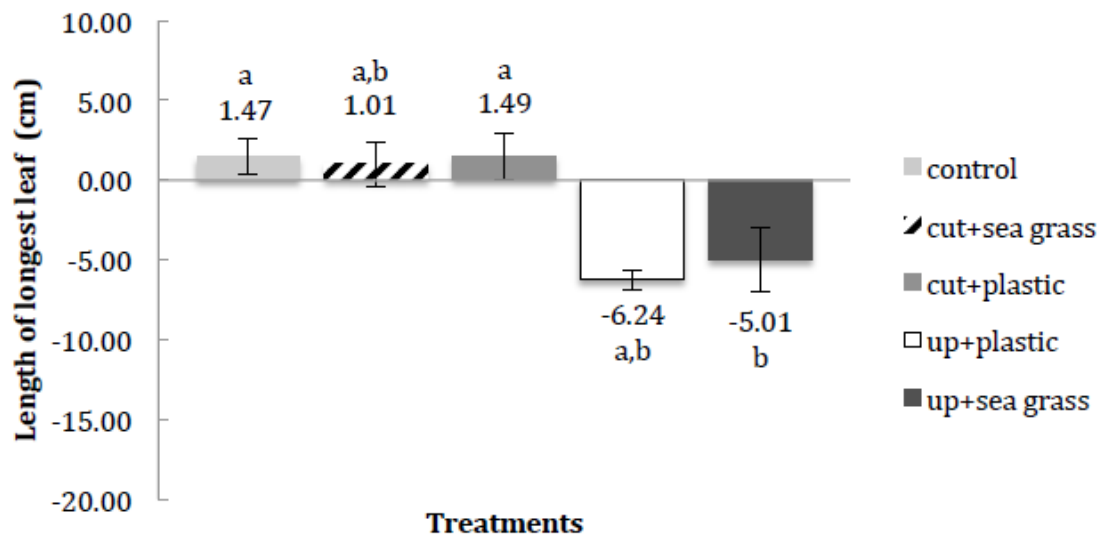 Length of longest leaf (cm)
10.00
5.00
0.00
-5.00
-10.00
-15.00
-20.00
a
1.47
a,b
1.01
a
1.49
-6.24
a,b
-5.01
b
Treatments
control
cut+sea grass
cut+plastic
up+plastic
up+sea grass